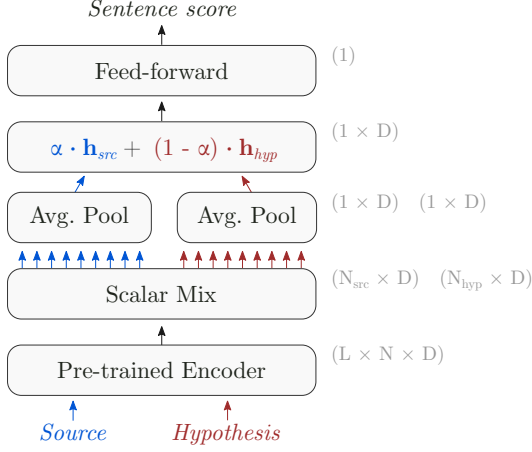 Sentence score
Feed-forward
(1)
α · h_src + (1 - α) · h_hyp
(1 × D)
Avg. Pool
Avg. Pool
(1 × D) (1 × D)
Scalar Mix
(N_src × D) (N_hyp × D)
Pre-trained Encoder
(L × N × D)
Source
Hypothesis